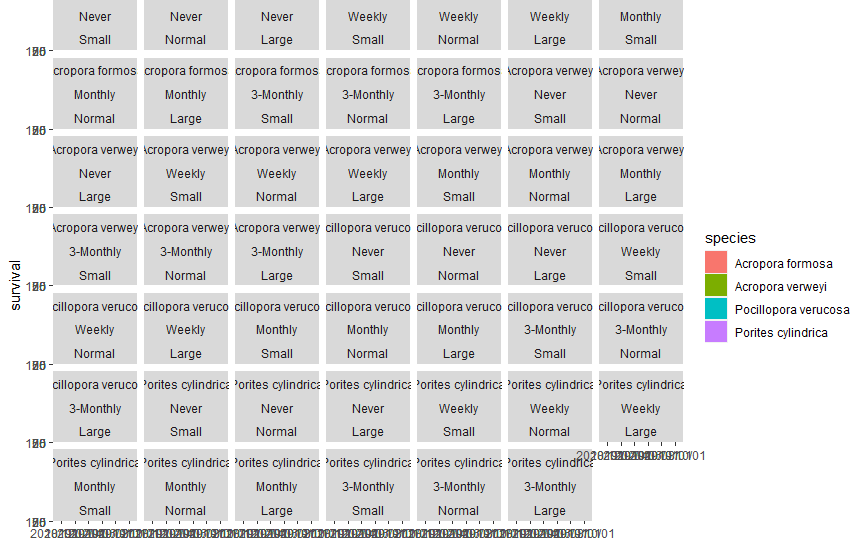 Never Never Never Weekly Weekly Weekly Monthly
Small Normal Large Small Normal Large Small
cropora formos cropora formos cropora formos cropora formos cropora formos Acropora verwey Acropora verwey
Monthly Monthly 3-Monthly 3-Monthly 3-Monthly Never Never
Normal Large Small Normal Large Small Normal
Acropora verwey Acropora verwey Acropora verwey Acropora verwey Acropora verwey Acropora verwey Acropora verwey
Never Weekly Weekly Weekly Monthly Monthly Monthly
Large Small Normal Large Small Normal Large
Acropora verwey Acropora verwey Acropora verwey cillopora veruco cillopora veruco cillopora veruco cillopora veruco
3-Monthly 3-Monthly 3-Monthly Never Never Never Weekly
Small Normal Large Small Normal Large Small
cillopora veruco cillopora veruco cillopora veruco cillopora veruco cillopora veruco cillopora veruco cillopora veruco
Weekly Weekly Monthly Monthly Monthly 3-Monthly 3-Monthly
Normal Large Small Normal Large Small Normal
cillopora veruco Porites cylindrica Porites cylindrica Porites cylindrica Porites cylindrica Porites cylindrica Porites cylindrica
3-Monthly Never Never Never Weekly Weekly Weekly
Large Small Normal Large Small Normal Large
Porites cylindrica Porites cylindrica Porites cylindrica Porites cylindrica Porites cylindrica Porites cylindrica
Monthly Monthly Monthly 3-Monthly 3-Monthly 3-Monthly
Small Normal Large Small Normal Large
survival
species
Acropora formosa
Acropora verweyi
Pocillopora verucosa
Porites cylindrica